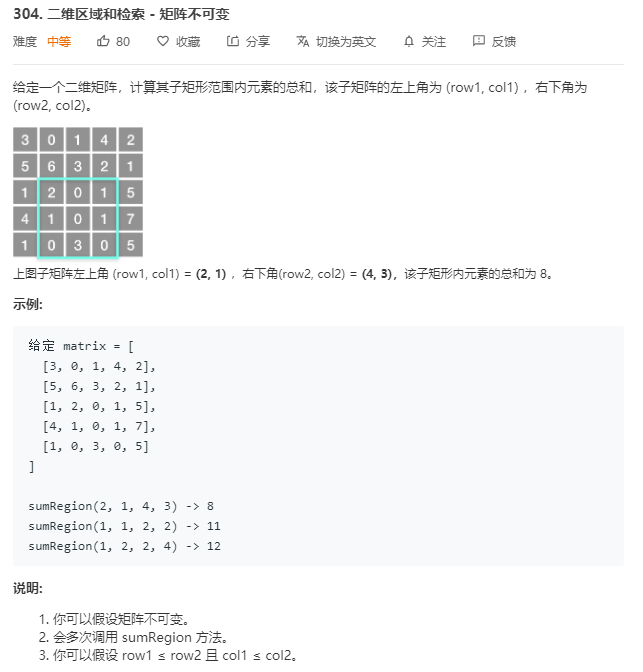 304. 二维区域和检索 - 矩阵不可变
难度 中等 80 收藏 分享 切换为英文 关注 反馈
给定一个二维矩阵，计算其子矩形范围内元素的总和，该子矩阵的左上角为 (row1, col1) ，右下角为
(row2, col2)。
3 0 1 4 2
5 6 3 2 1
1 2 0 1 5
4 1 0 1 7
1 0 3 0 5
上图子矩阵左上角 (row1, col1) = (2, 1) ，右下角(row2, col2) = (4, 3)，该子矩形内元素的总和为 8。
示例:
给定 matrix = [
[3, 0, 1, 4, 2],
[5, 6, 3, 2, 1],
[1, 2, 0, 1, 5],
[4, 1, 0, 1, 7],
[1, 0, 3, 0, 5]
]
sumRegion(2, 1, 4, 3) -> 8
sumRegion(1, 1, 2, 2) -> 11
sumRegion(1, 2, 2, 4) -> 12
说明:
1. 你可以假设矩阵不可变。
2. 会多次调用 sumRegion 方法。
3. 你可以假设 row1 ≤ row2 且 col1 ≤ col2。